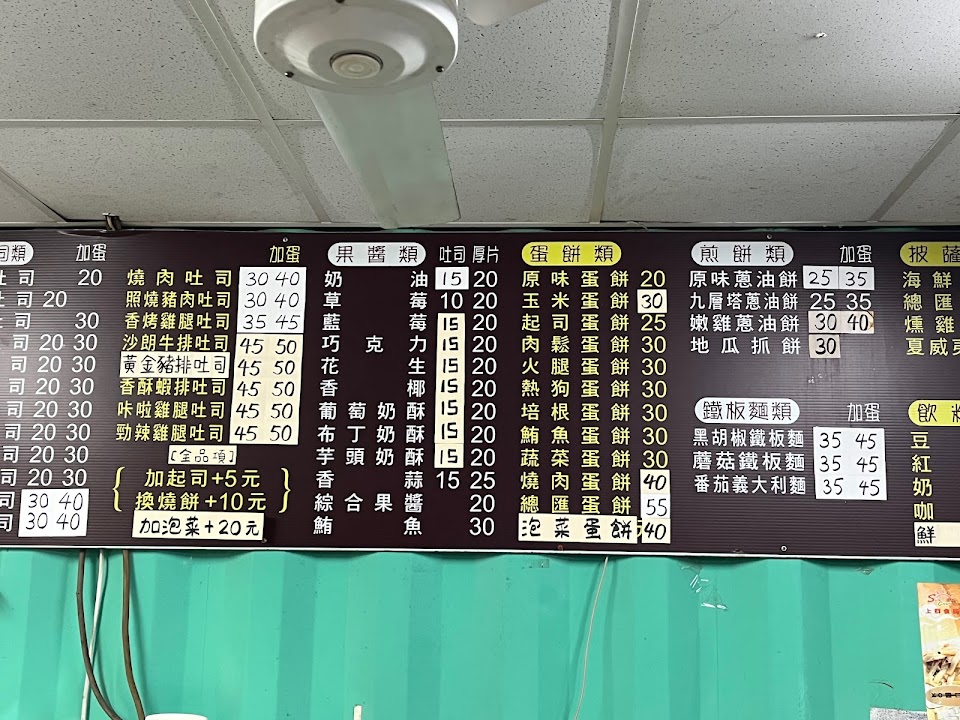 司類 加蛋
吐司 20
吐司 20
司 30
司 20 30
司 20 30
司 20 30
司 20 30
司 20 30
司 20 30
司 20 30
司 30 40
司 30 40
加蛋
燒肉吐司 30 40
照燒豬肉吐司 30 40
香烤雞腿吐司 35 45
沙朗牛排吐司 45 50
黃金豬排吐司 45 50
香酥蝦排吐司 45 50
咔啦雞腿吐司 45 50
勁辣雞腿吐司 45 50
[全品項]
加起司+5元
換燒餅+10元
加泡菜+20元
果醬類 吐司 厚片
奶油 15 20
草莓 10 20
藍莓 15 20
巧克力 15 20
花生 15 20
香椰 15 20
葡萄奶酥 15 20
布丁奶酥 15 20
芋頭奶酥 15 20
香蒜 15 25
綜合果醬 20
鮪魚 30
蛋餅類
原味蛋餅 20
玉米蛋餅 30
起司蛋餅 25
肉鬆蛋餅 30
火腿蛋餅 30
熱狗蛋餅 30
培根蛋餅 30
鮪魚蛋餅 30
蔬菜蛋餅 30
燒肉蛋餅 40
總匯蛋餅 55
泡菜蛋餅 40
煎餅類 加蛋
原味蔥油餅 25 35
九層塔蔥油餅 25 35
嫩雞蔥油餅 30 40
地瓜抓餅 30
鐵板麵類 加蛋
黑胡椒鐵板麵 35 45
蘑菇鐵板麵 35 45
番茄義大利麵 35 45
披薩
海鮮
總匯
燻雞
夏威夷
飲料
豆
紅
奶
咖
鮮